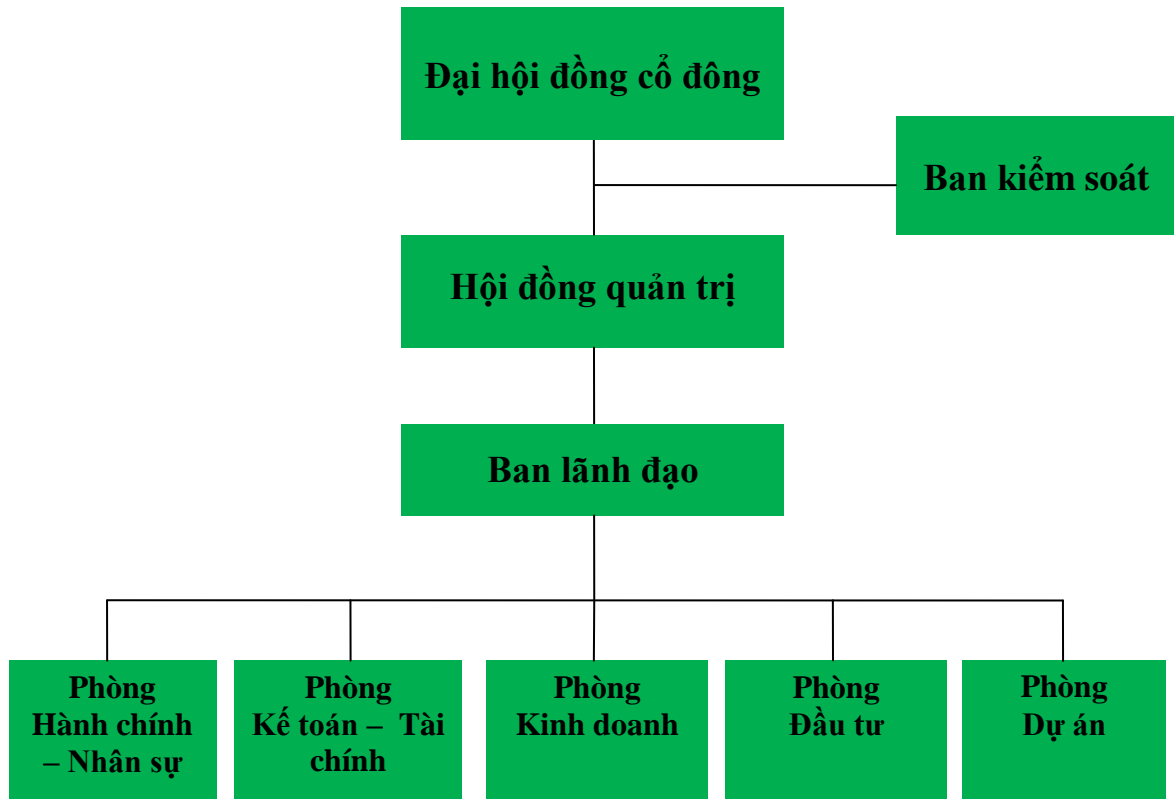 Đại hội đồng cổ đông
Ban kiểm soát
Hội đồng quản trị
Ban lãnh đạo
Phòng
Hành chính
– Nhân sự
Phòng
Kế toán – Tài
chính
Phòng
Kinh doanh
Phòng
Đầu tư
Phòng
Dự án